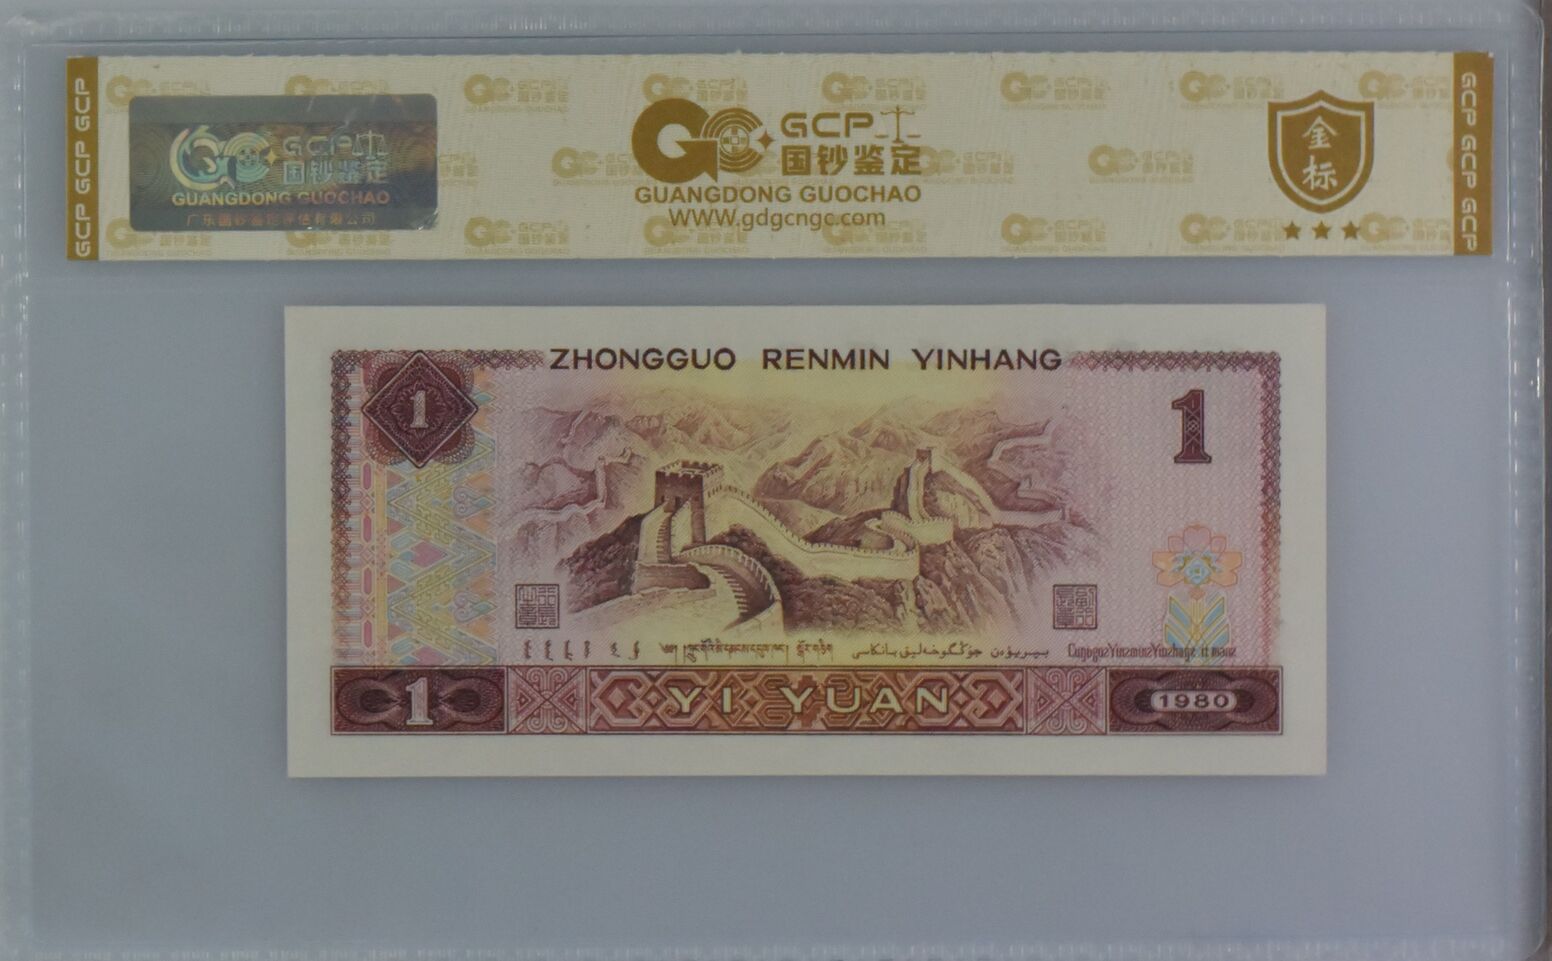 GCP GCP GCP
GCP
国钞鉴定
GUANGDONG GUOCHAO
广东国钞鉴定评估有限公司
GCP
国钞鉴定
GUANGDONG GUOCHAO
WWW.gdgcngc.com
金
标
GCP GCP GCP
ZHONGGUO RENMIN YINHANG
1
1
1
YI YUAN
1980